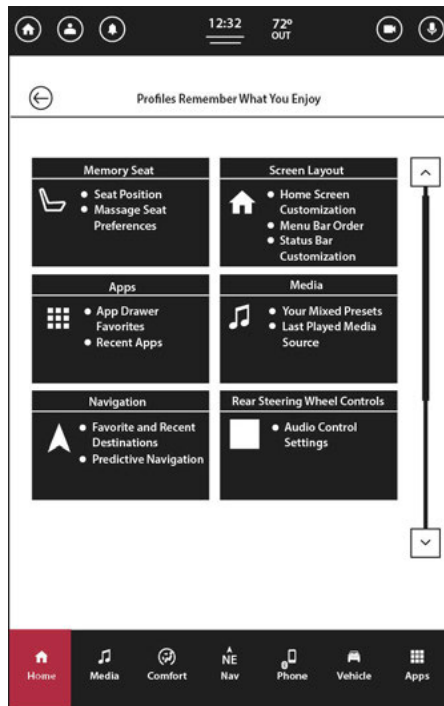 12:32
72º
OUT
Profiles Remember What You Enjoy
Memory Seat
• Seat Position
• Massage Seat
Preferences
Screen Layout
• Home Screen
Customization
• Menu Bar Order
• Status Bar
Customization
Apps
• App Drawer
Favorites
• Recent Apps
Media
• Your Mixed Presets
• Last Played Media
Source
Navigation
• Favorite and Recent
Destinations
• Predictive Navigation
Rear Steering Wheel Controls
• Audio Control
Settings
Home
Media
Comfort
NE
Nav
Phone
Vehicle
Apps